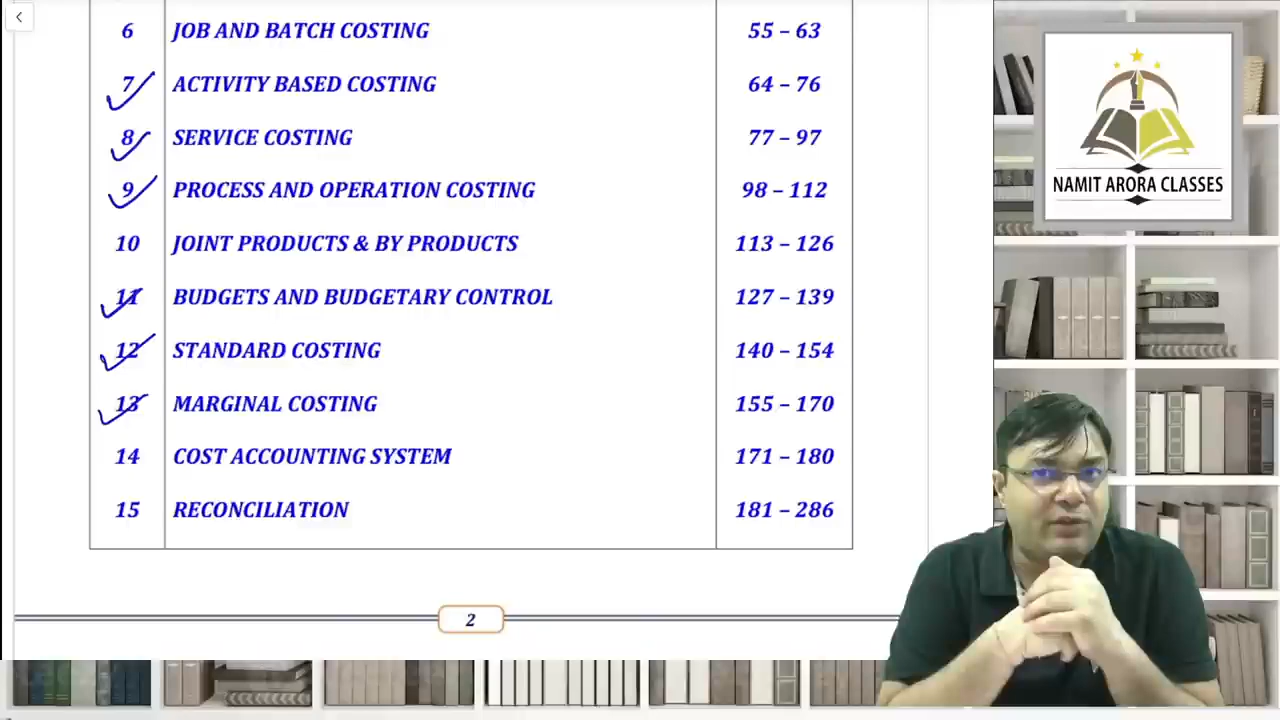 6 JOB AND BATCH COSTING 55 – 63
7 ACTIVITY BASED COSTING 64 – 76
8 SERVICE COSTING 77 – 97
9 PROCESS AND OPERATION COSTING 98 – 112
10 JOINT PRODUCTS & BY PRODUCTS 113 – 126
11 BUDGETS AND BUDGETARY CONTROL 127 – 139
12 STANDARD COSTING 140 – 154
13 MARGINAL COSTING 155 – 170
14 COST ACCOUNTING SYSTEM 171 – 180
15 RECONCILIATION 181 – 286
2
NAMIT ARORA CLASSES